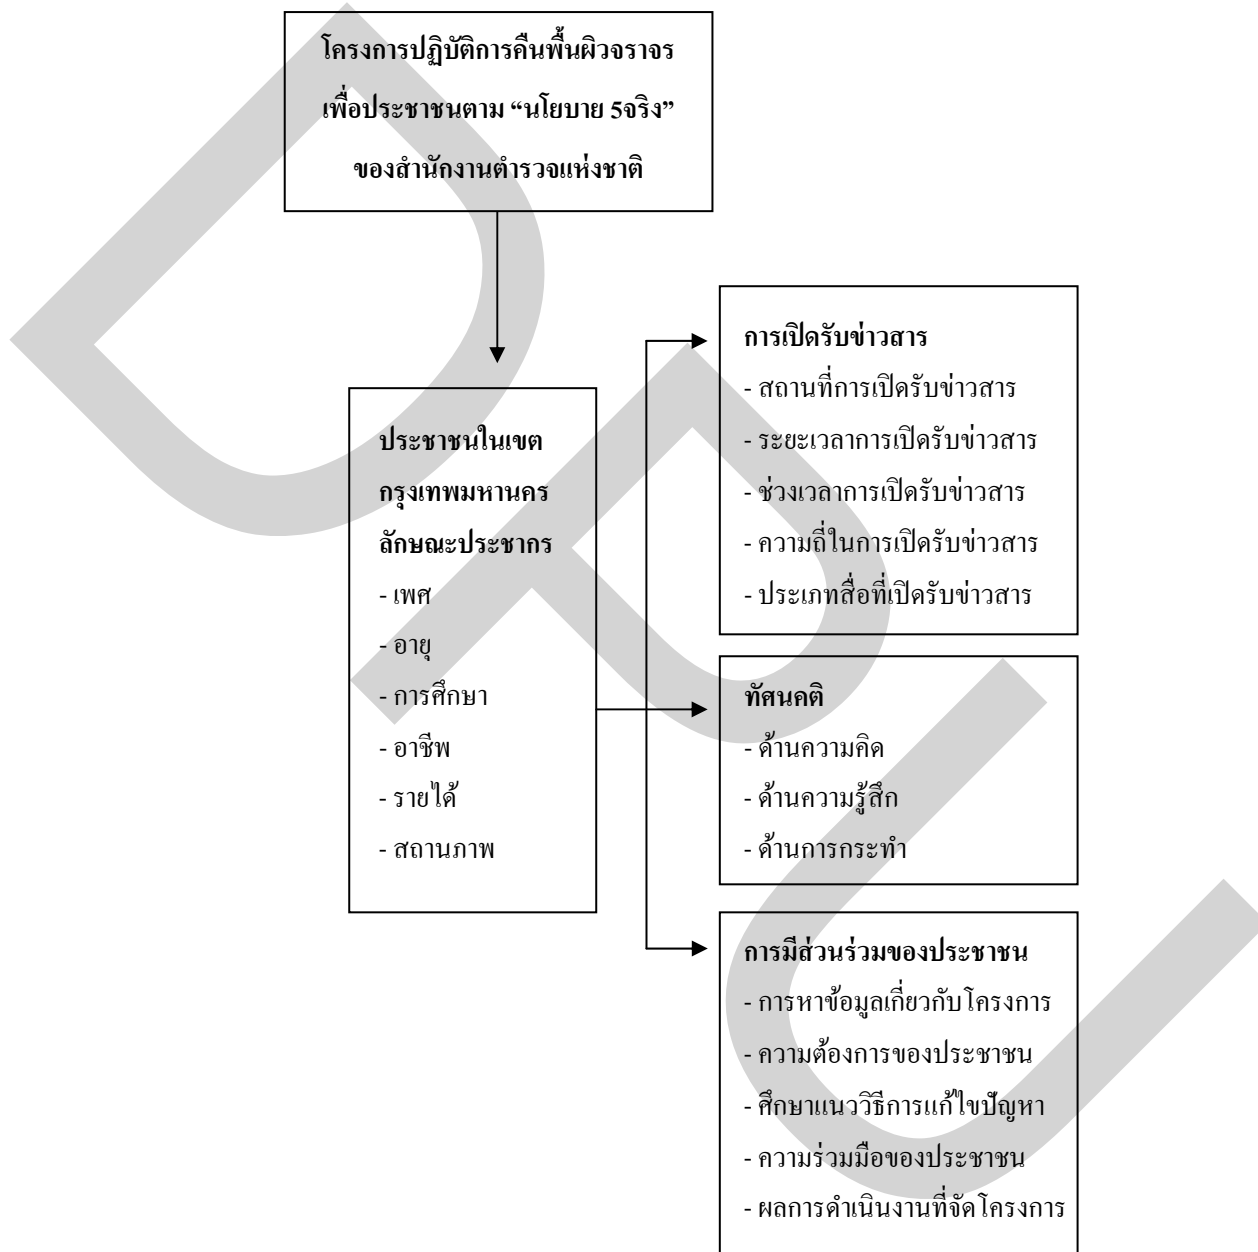 โครงการปฏิบัติการคืนพื้นผิวจราจร
เพื่อประชาชนตาม “นโยบาย 5จริง”
ของสำนักงานตำรวจแห่งชาติ
ประชาชนในเขต
กรุงเทพมหานคร
ลักษณะประชากร
- เพศ
- อายุ
- การศึกษา
- อาชีพ
- รายได้
- สถานภาพ
การเปิดรับข่าวสาร
- สถานที่การเปิดรับข่าวสาร
- ระยะเวลาการเปิดรับข่าวสาร
- ช่วงเวลาการเปิดรับข่าวสาร
- ความถี่ในการเปิดรับข่าวสาร
- ประเภทสื่อที่เปิดรับข่าวสาร
ทัศนคติ
- ด้านความคิด
- ด้านความรู้สึก
- ด้านการกระทำ
การมีส่วนร่วมของประชาชน
- การหาข้อมูลเกี่ยวกับโครงการ
- ความต้องการของประชาชน
- ศึกษาแนววิธีการแก้ไขปัญหา
- ความร่วมมือของประชาชน
- ผลการดำเนินงานที่จัดโครงการ
DPU